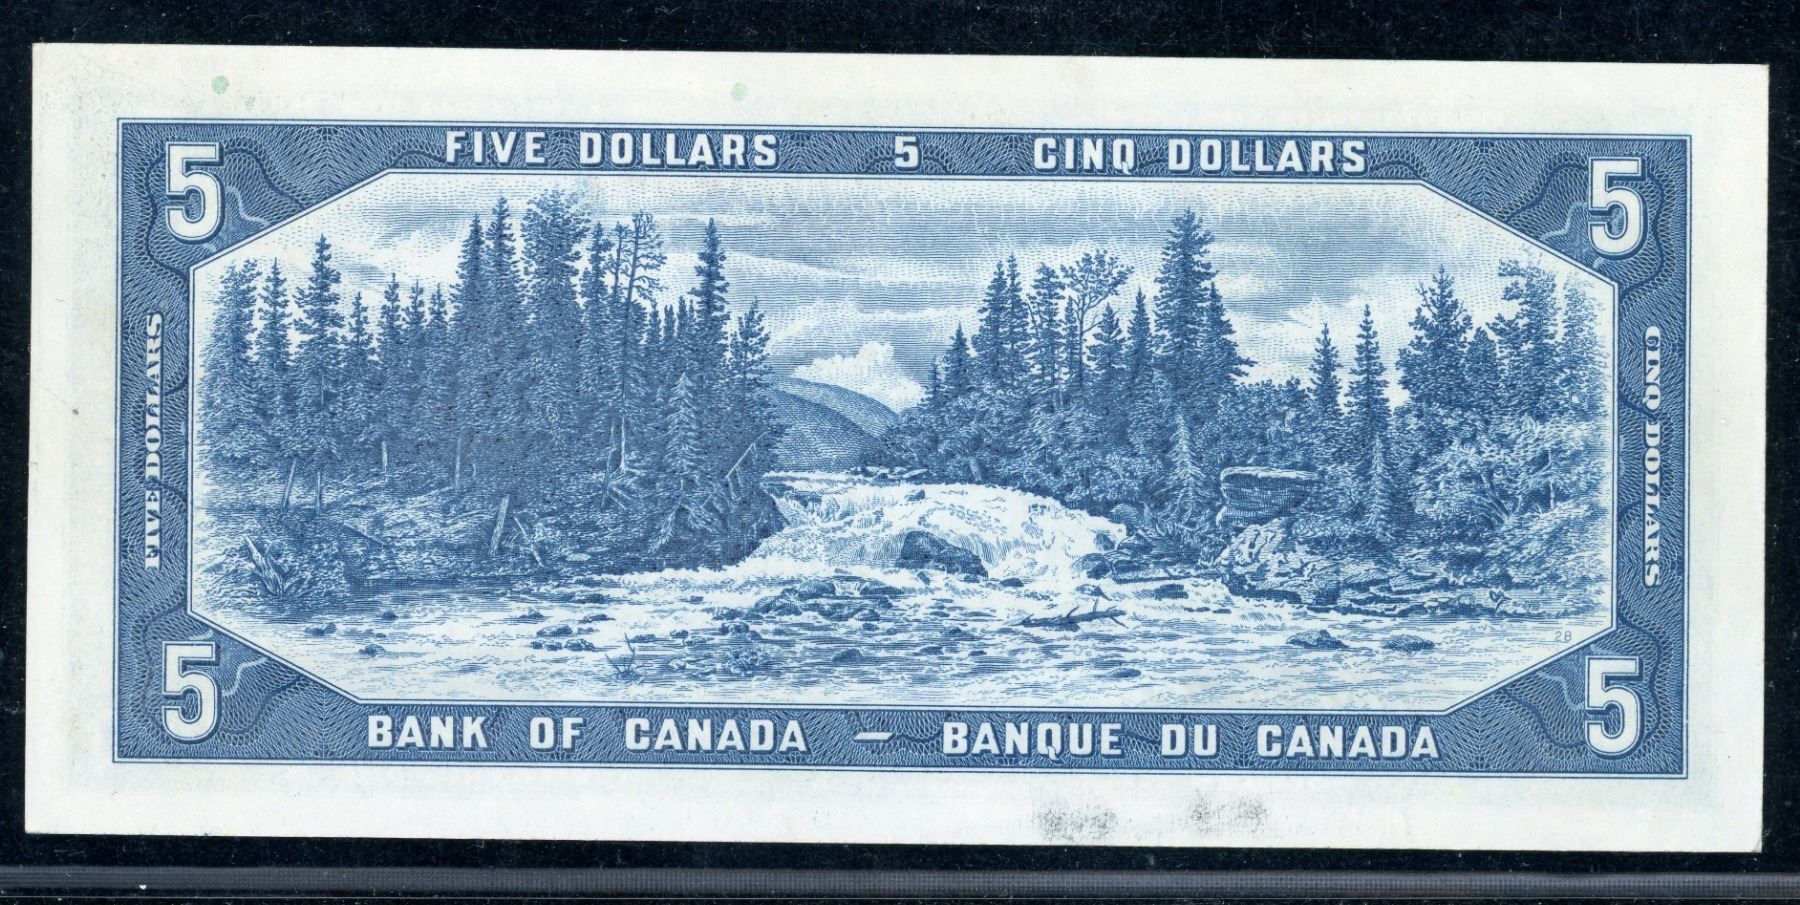 FIVE DOLLARS 5 CINQ DOLLARS
5 5
FIVE DOLLARS
CINQ DOLLARS
28
5 5
BANK OF CANADA – BANQUE DU CANADA